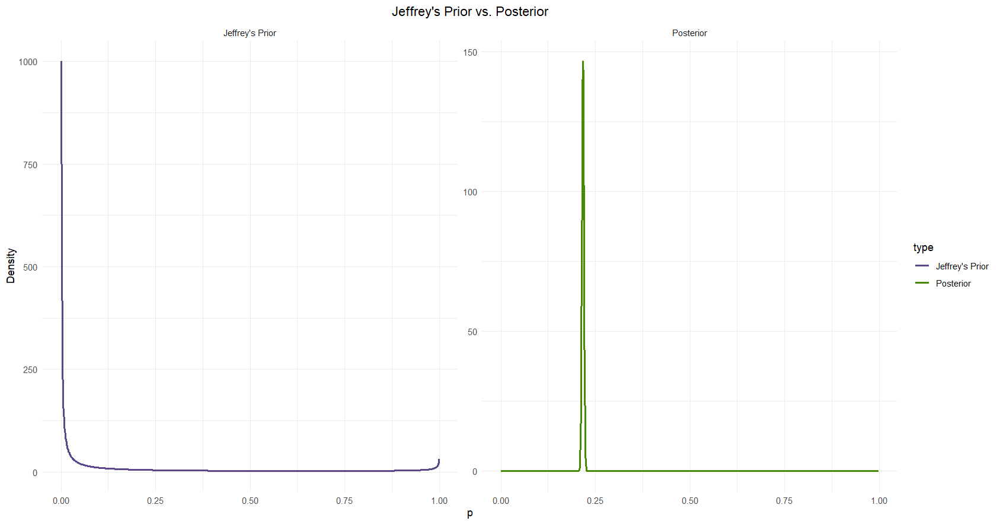 Jeffrey's Prior vs. Posterior
Jeffrey's Prior
Posterior
Density
1000
750
500
250
0
150
100
50
0
0.00 0.25 0.50 0.75 1.00
0.00 0.25 0.50 0.75 1.00
p
type
Jeffrey's Prior
Posterior